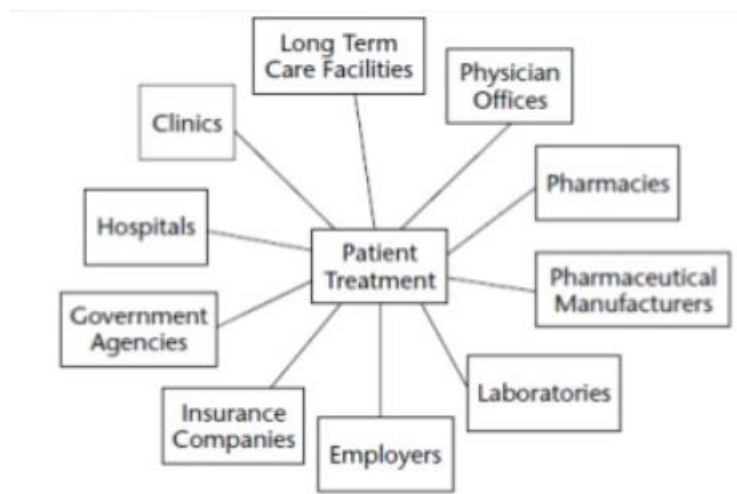 Long Term
Care Facilities
Physician
Offices
Clinics
Pharmacies
Hospitals
Patient
Treatment
Pharmaceutical
Manufacturers
Government
Agencies
Laboratories
Insurance
Companies
Employers